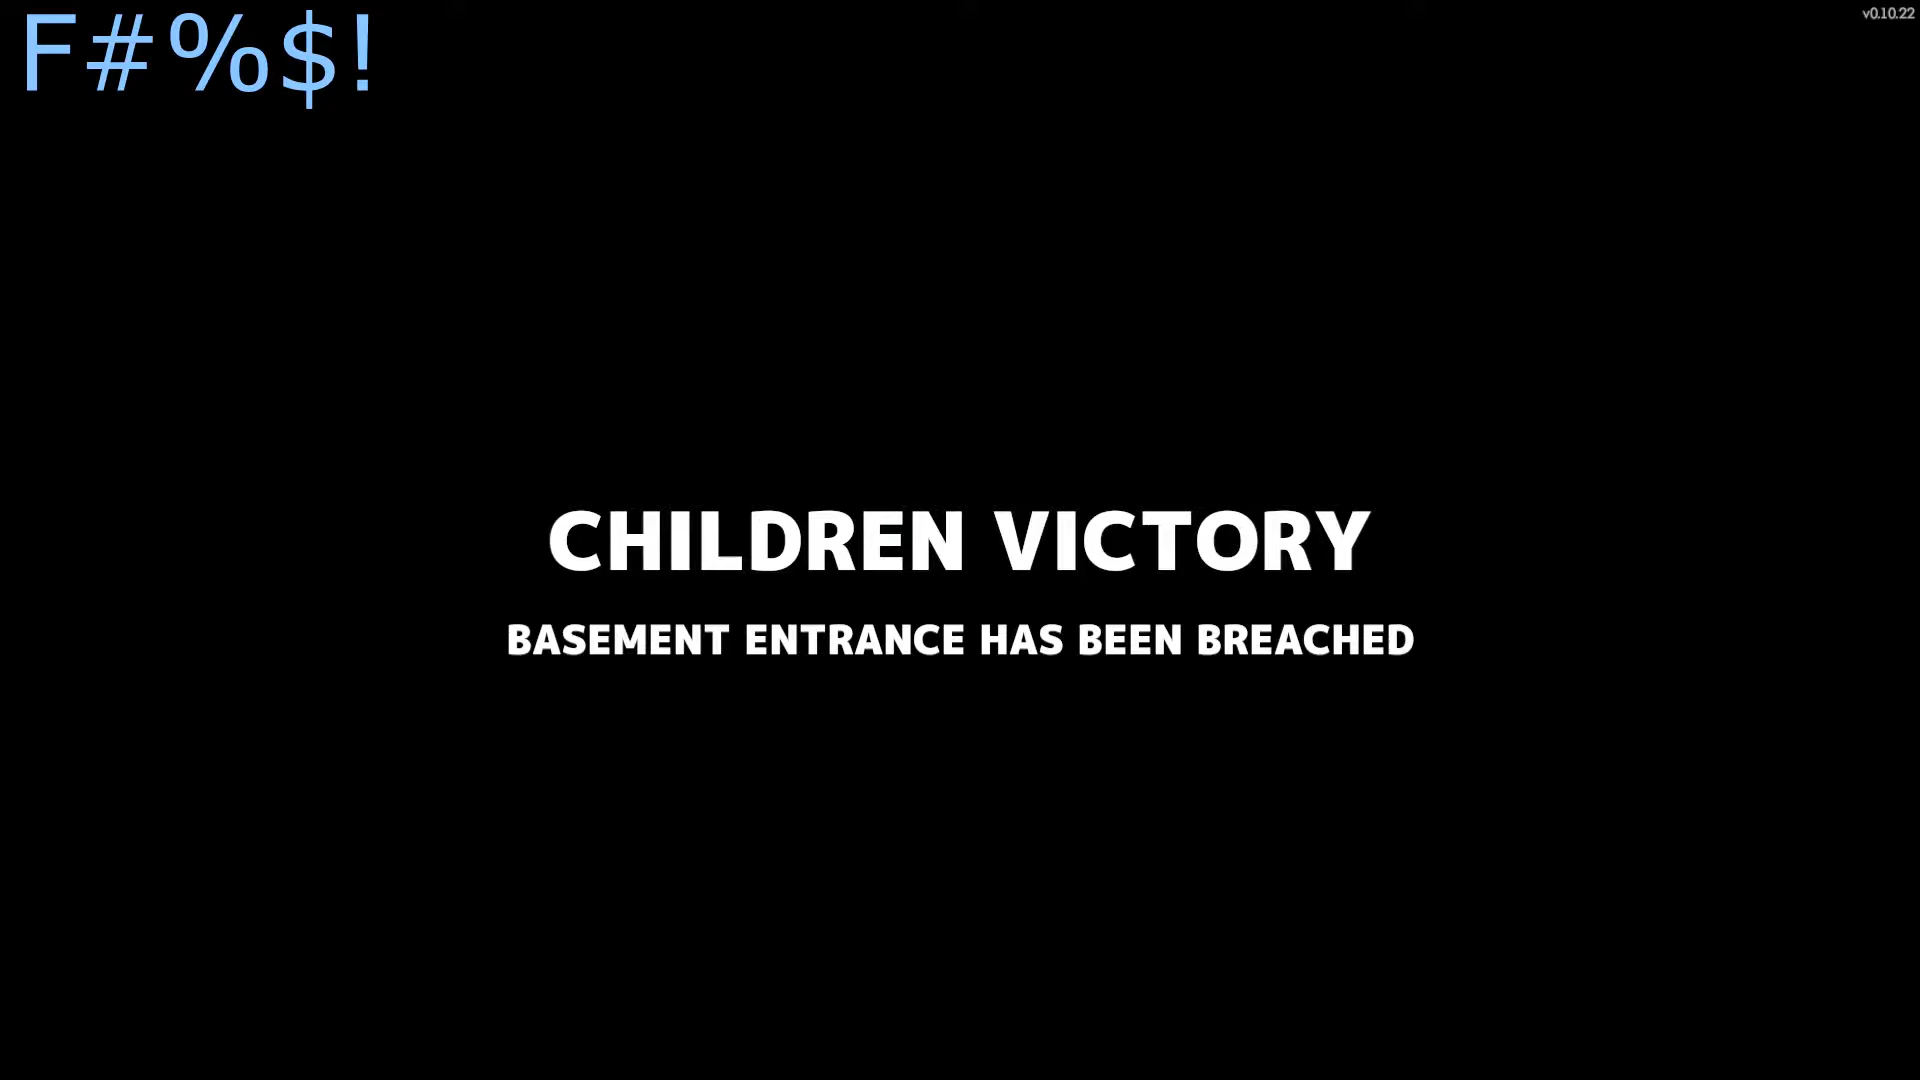 F#%$!
v0.10.22
CHILDREN VICTORY
BASEMENT ENTRANCE HAS BEEN BREACHED